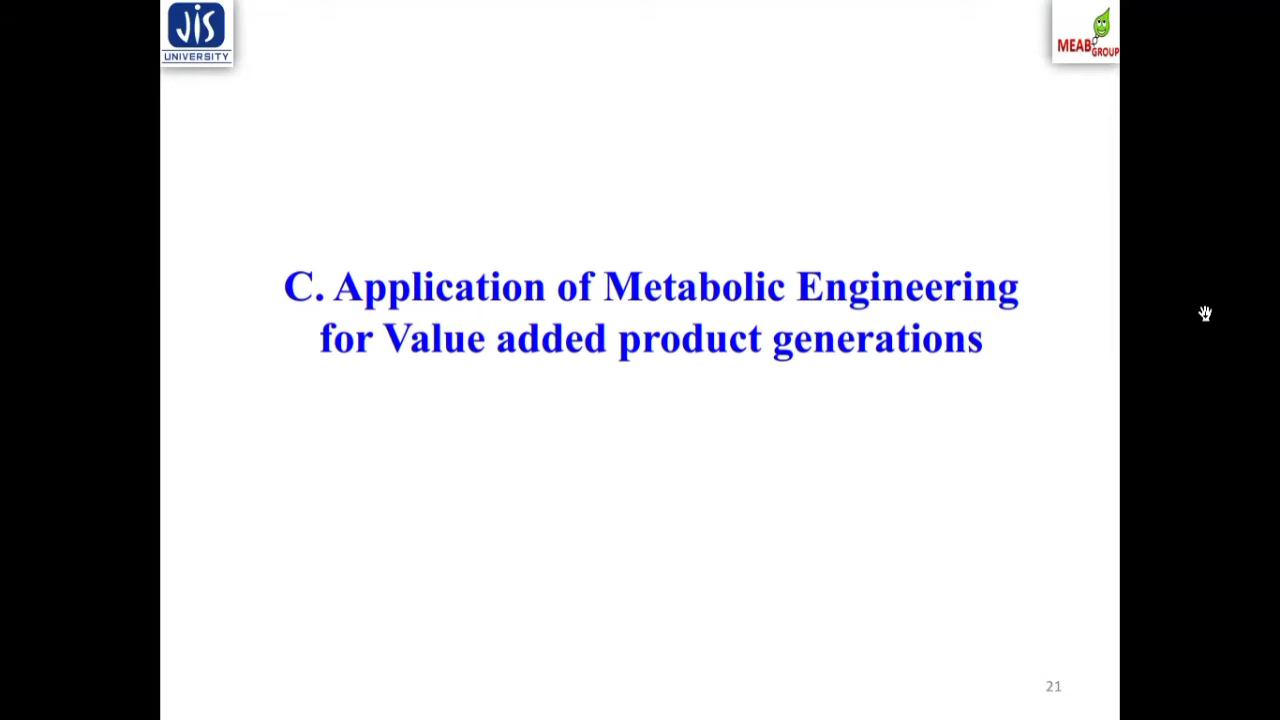 JIS
UNIVERSITY
MEAB
GROUP
C. Application of Metabolic Engineering
for Value added product generations
21